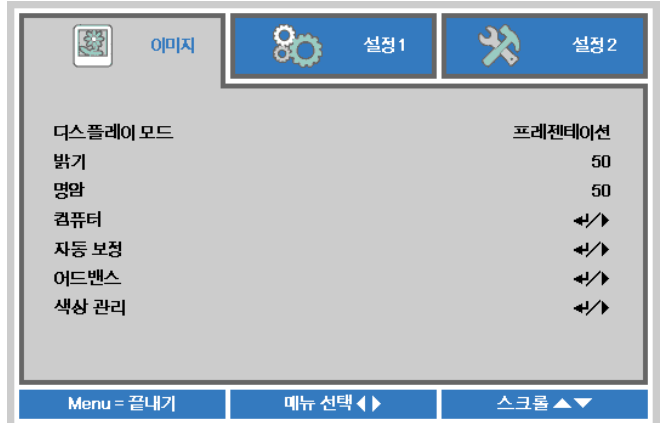 이미지 설정1 설정2
디스플레이 모드 프레젠테이션
밝기 50
명암 50
컴퓨터 ↵/▶
자동 보정 ↵/▶
어드밴스 ↵/▶
색상 관리 ↵/▶
Menu = 끝내기 메뉴 선택◀▶ 스크롤▲▼